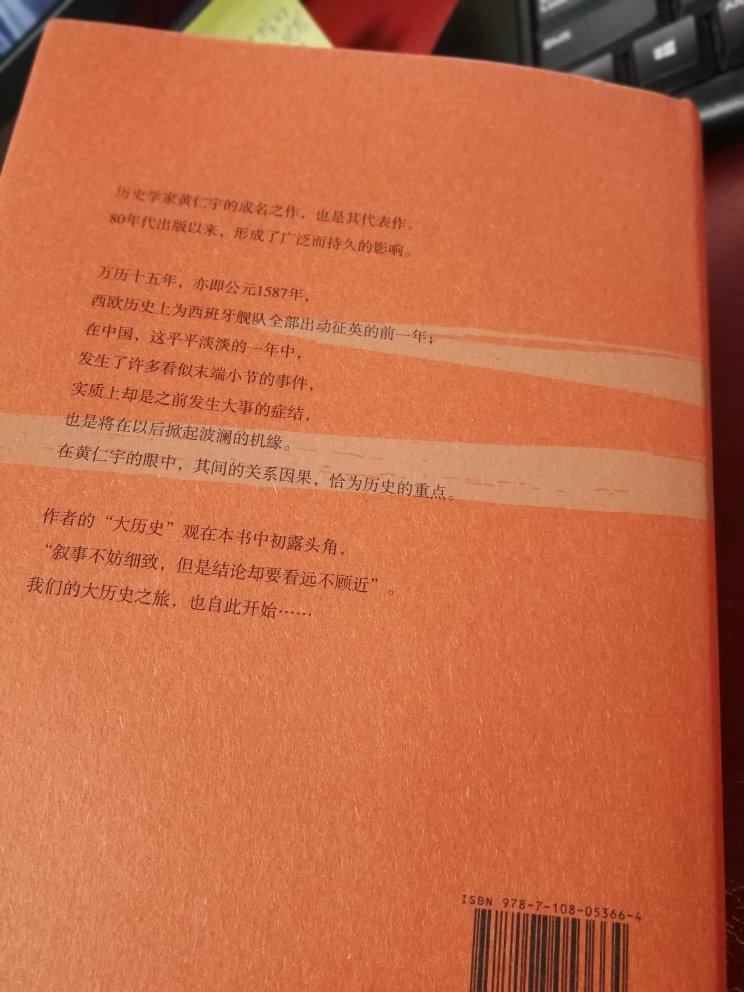 历史学家黄仁宇的成名之作，也是其代表作。
80年代出版以来，形成了广泛而持久的影响。
万历十五年，亦即公元1587年，
西欧历史上为西班牙舰队全部出动征英的前一年；
在中国，这平平淡淡的一年中，
发生了许多看似末端小节的事件，
实质上却是之前发生大事的症结，
也是将在以后掀起波澜的机缘。
在黄仁宇的眼中，其间的关系因果，恰为历史的重点。
作者的“大历史”观在本书中初露头角，
“叙事不妨细致，但是结论却要看远不顾近”。
我们的大历史之旅，也自此开始……
ISBN 978-7-108-05366-4